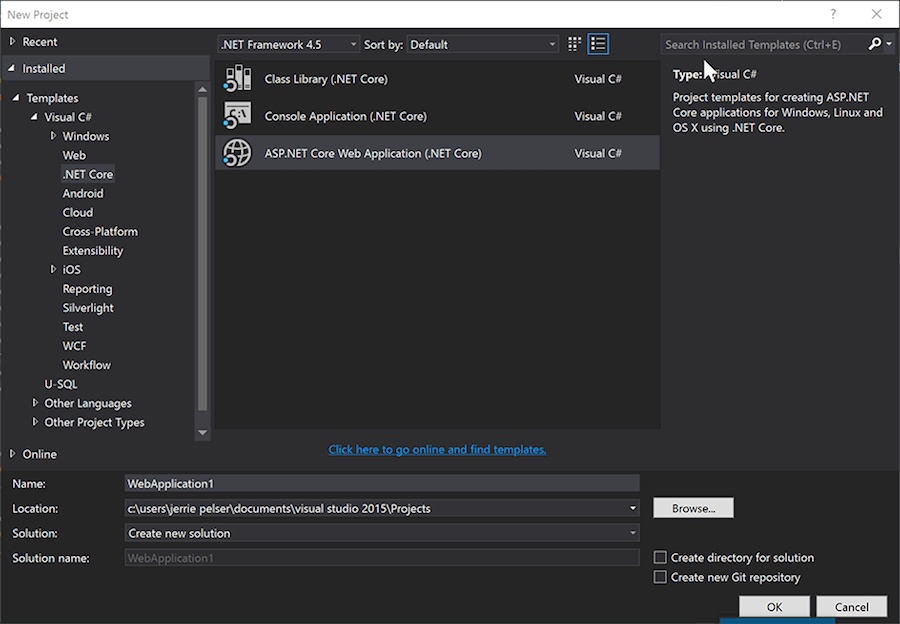 New Project
?
Recent
.NET Framework 4.5
Sort by:
Default
Search Installed Templates (Ctrl+E)
Installed
Templates
Visual C#
Windows
Web
.NET Core
Android
Cloud
Cross-Platform
Extensibility
iOS
Reporting
Silverlight
Test
WCF
Workflow
U-SQL
Other Languages
Other Project Types
Online
Class Library (.NET Core)
Visual C#
Console Application (.NET Core)
Visual C#
ASP.NET Core Web Application (.NET Core)
Visual C#
Click here to go online and find templates.
Type: Visual C#
Project templates for creating ASP.NET
Core applications for Windows, Linux and
OS X using .NET Core.
Name:
WebApplication1
Location:
c:\users\jerrie pelser\documents\visual studio 2015\Projects
Browse...
Solution:
Create new solution
Solution name:
WebApplication1
Create directory for solution
Create new Git repository
OK
Cancel